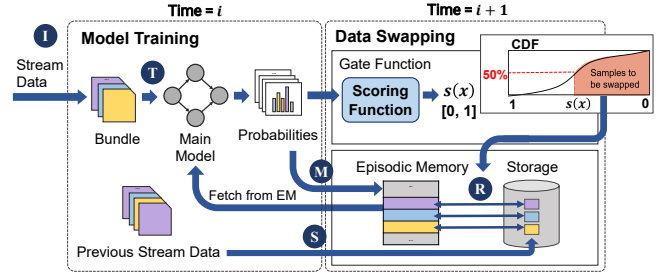 Time = i
Time = i + 1
I
Model Training
Data Swapping
Stream
Data
T
Bundle
Main
Model
Probabilities
Gate Function
Scoring
Function
s(x)
[0, 1]
CDF
50%
Samples to
be swapped
1
s(x)
0
M
Episodic Memory
Storage
...
R
Fetch from EM
...
Previous Stream Data
S